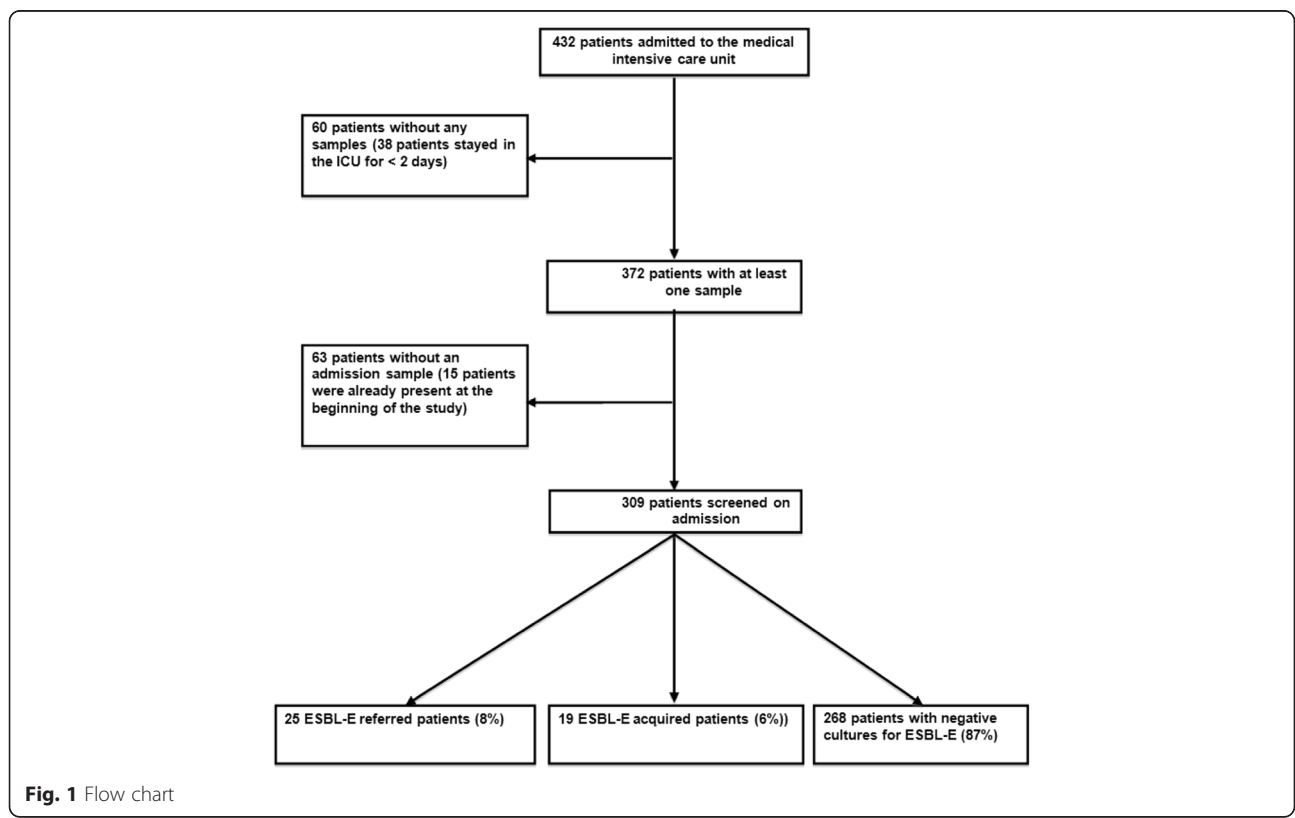 432 patients admitted to the medical
intensive care unit
60 patients without any
samples (38 patients stayed in
the ICU for < 2 days)
372 patients with at least
one sample
63 patients without an
admission sample (15 patients
were already present at the
beginning of the study)
309 patients screened on
admission
25 ESBL-E referred patients (8%)
19 ESBL-E acquired patients (6%))
268 patients with negative
cultures for ESBL-E (87%)
Fig. 1 Flow chart